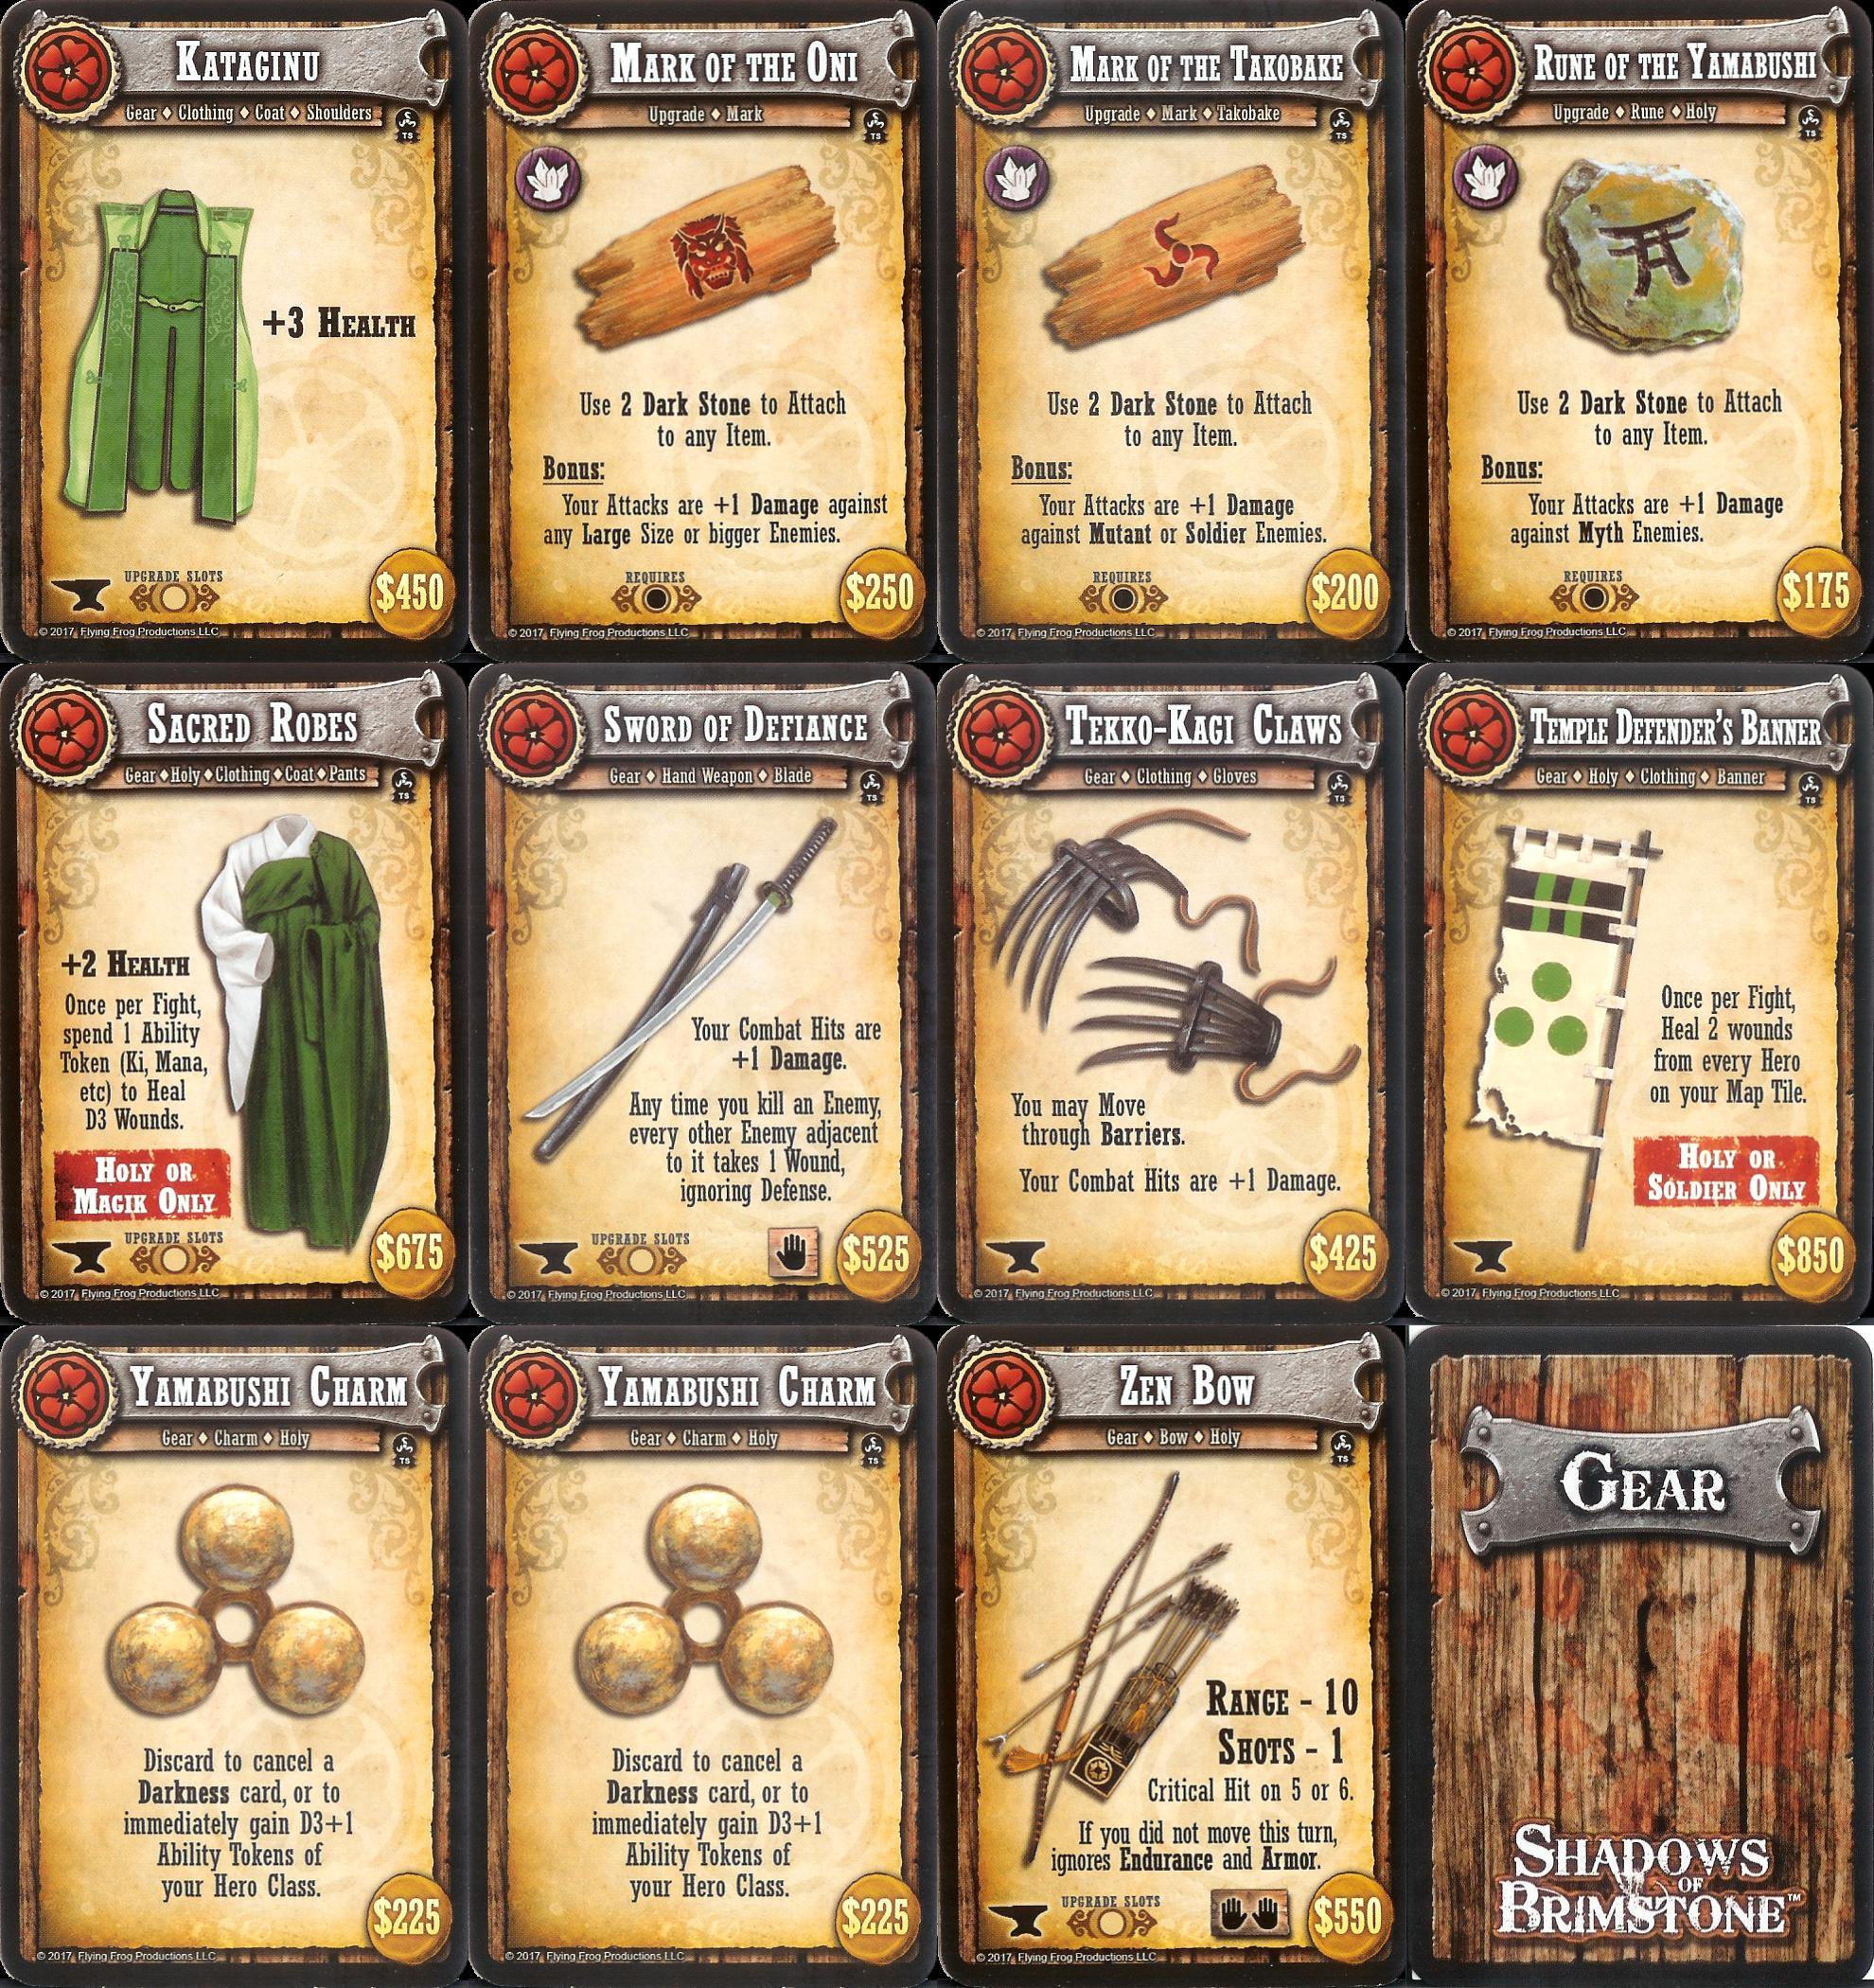 Kataginu
Gear ♦ Clothing ♦ Coat ♦ Shoulders
TS
+3 Health
Upgrade Slots
$450
© 2017 Flying Frog Productions LLC
Mark of the Oni
Upgrade ♦ Mark
TS
Use 2 Dark Stone to Attach
to any Item.
Bonus:
Your Attacks are +1 Damage against
any Large Size or bigger Enemies.
Requires
$250
© 2017 Flying Frog Productions LLC
Mark of the Takobake
Upgrade ♦ Mark ♦ Takobake
TS
Use 2 Dark Stone to Attach
to any Item.
Bonus:
Your Attacks are +1 Damage
against Mutant or Soldier Enemies.
Requires
$200
© 2017 Flying Frog Productions LLC
Rune of the Yamabushi
Upgrade ♦ Rune ♦ Holy
TS
Use 2 Dark Stone to Attach
to any Item.
Bonus:
Your Attacks are +1 Damage
against Myth Enemies.
Requires
$175
© 2017 Flying Frog Productions LLC
Sacred Robes
Gear ♦ Holy ♦ Clothing ♦ Coat ♦ Pants
TS
+2 Health
Once per Fight,
spend 1 Ability
Token (Ki, Mana,
etc) to Heal
D3 Wounds.
Holy or
Magik Only
Upgrade Slots
$675
© 2017 Flying Frog Productions LLC
Sword of Defiance
Gear ♦ Hand Weapon ♦ Blade
TS
Your Combat Hits are
+1 Damage.
Any time you kill an Enemy,
every other Enemy adjacent
to it takes 1 Wound,
ignoring Defense.
Upgrade Slots
$525
© 2017 Flying Frog Productions LLC
Tekko-Kagi Claws
Gear ♦ Clothing ♦ Gloves
TS
You may Move
through Barriers.
Your Combat Hits are +1 Damage.
$425
© 2017 Flying Frog Productions LLC
Temple Defender's Banner
Gear ♦ Holy ♦ Clothing ♦ Banner
TS
Once per Fight,
Heal 2 wounds
from every Hero
on your Map Tile.
Holy or
Soldier Only
$850
© 2017 Flying Frog Productions LLC
Yamabushi Charm
Gear ♦ Charm ♦ Holy
TS
Discard to cancel a
Darkness card, or to
immediately gain D3+1
Ability Tokens of
your Hero Class.
$225
© 2017 Flying Frog Productions LLC
Yamabushi Charm
Gear ♦ Charm ♦ Holy
TS
Discard to cancel a
Darkness card, or to
immediately gain D3+1
Ability Tokens of
your Hero Class.
$225
© 2017 Flying Frog Productions LLC
Zen Bow
Gear ♦ Bow ♦ Holy
TS
Range - 10
Shots - 1
Critical Hit on 5 or 6.
If you did not move this turn,
ignores Endurance and Armor.
Upgrade Slots
$550
© 2017 Flying Frog Productions LLC
Gear
Shadows
of
Brimstone™